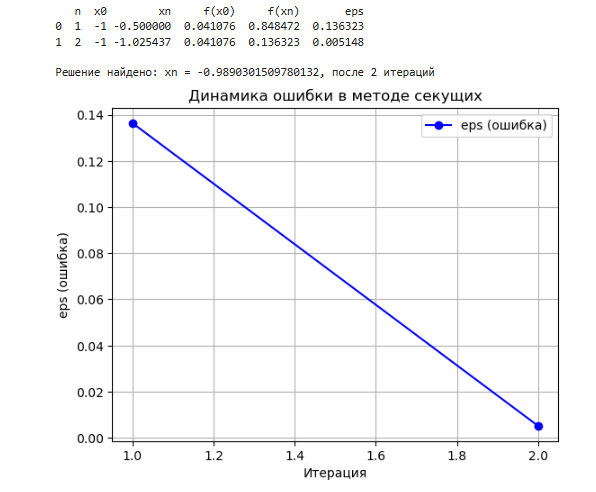 n x0 xn f(x0) f(xn) eps
0 1 -1 -0.500000 0.041076 0.848472 0.136323
1 2 -1 -1.025437 0.041076 0.136323 0.005148
Решение найдено: xn = -0.9890301509780132, после 2 итераций
Динамика ошибки в методе секущих
eps (ошибка)
0.14
0.12
0.10
0.08
0.06
0.04
0.02
0.00
eps (ошибка)
1.0 1.2 1.4 1.6 1.8 2.0
Итерация